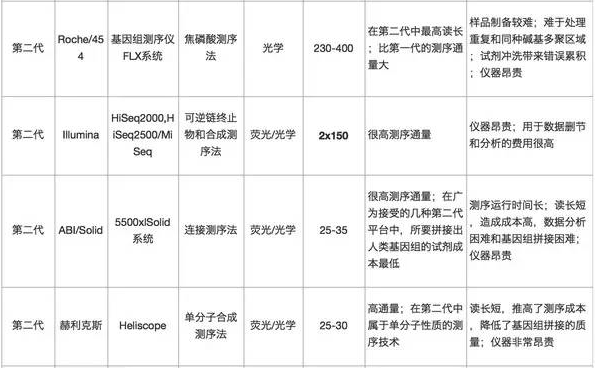 第二代
Roche/454
基因组测序仪
FLX系统
焦磷酸测序
法
光学
230-400
在第二代中最高读长
；比第一代的测序通
量大
样品制备较难；难于处理
重复和同种碱基多聚区域
；试剂冲洗带来错误累积
；仪器昂贵
第二代
Illumina
HiSeq2000,H
iSeq2500/Mi
Seq
可逆链终止
物和合成测
序法
荧光/光学
2x150
很高测序通量
仪器昂贵；用于数据删节
和分析的费用很高
第二代
ABI/Solid
5500xlSolid
系统
连接测序法
荧光/光学
25-35
很高测序通量；在广
为接受的几种第二代
平台中，所要拼接出
人类基因组的试剂成
本最低
测序运行时间长；读长短
，造成成本高，数据分析
困难和基因组拼接困难；
仪器昂贵
第二代
赫利克斯
Heliscope
单分子合成
测序法
荧光/光学
25-30
高通量；在第二代中
属于单分子性质的测
序技术
读长短，推高了测序成本
，降低了基因组拼接的质
量；仪器非常昂贵